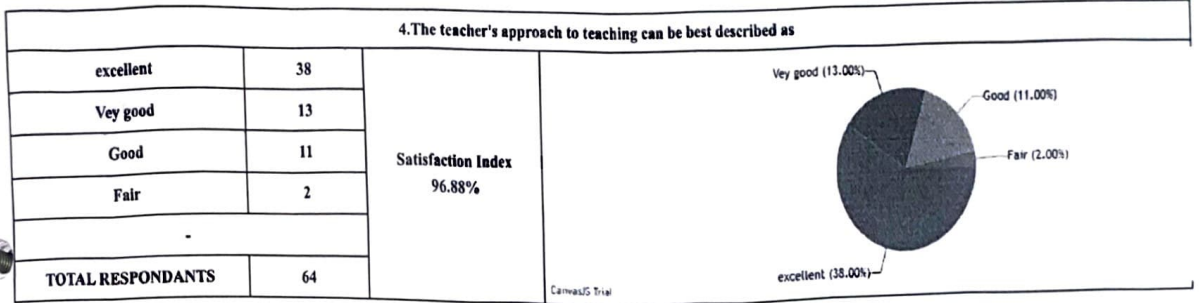 4.The teacher's approach to teaching can be best described as
excellent 38
Vey good 13
Good 11
Fair 2
-
TOTAL RESPONDANTS 64
Satisfaction Index
96.88%
Vey good (13.00%)
Good (11.00%)
Fair (2.00%)
excellent (38.00%)
CanvasJS Trial